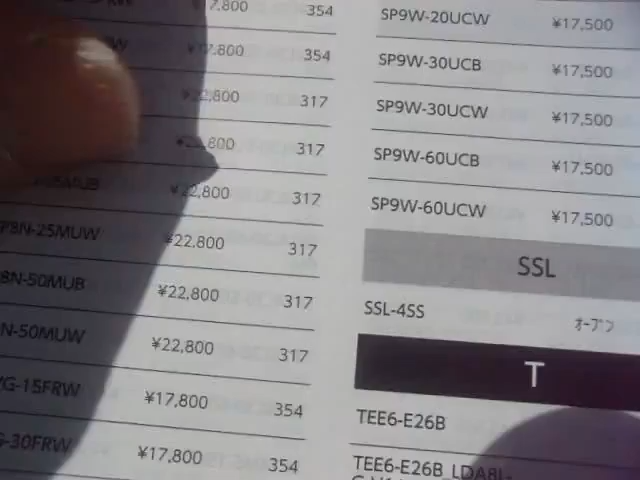 7,800 354
¥17,800 354
¥22,800 317
¥22,800 317
MUB ¥22,800 317
P8N-25MUW ¥22,800 317
8N-50MUB ¥22,800 317
N-50MUW ¥22,800 317
G-15FRW ¥17,800 354
G-30FRW ¥17,800 354
SP9W-20UCW ¥17,500
SP9W-30UCB ¥17,500
SP9W-30UCW ¥17,500
SP9W-60UCB ¥17,500
SP9W-60UCW ¥17,500
SSL
SSL-4SS オープン
T
TEE6-E26B
TEE6-E26B LDA8L-